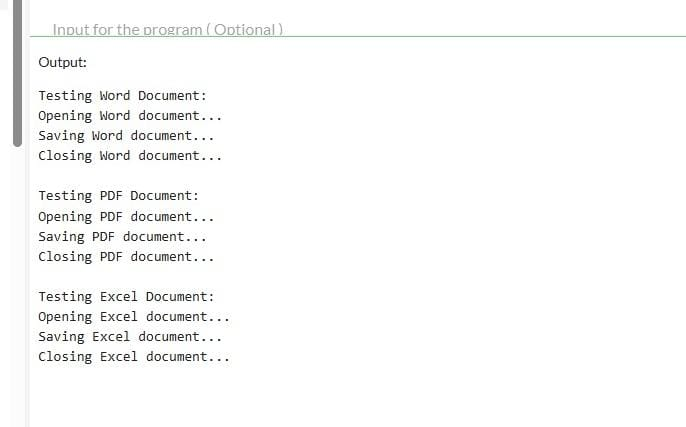 Input for the program ( Optional )
Output:
Testing Word Document:
Opening Word document...
Saving Word document...
Closing Word document...
Testing PDF Document:
Opening PDF document...
Saving PDF document...
Closing PDF document...
Testing Excel Document:
Opening Excel document...
Saving Excel document...
Closing Excel document...